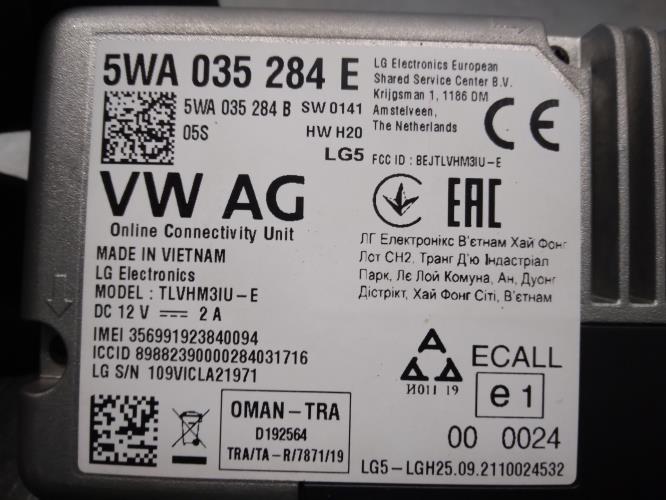 5WA 035 284 E
5WA 035 284 B SW 0141
05S HW H20
LG5
LG Electronics European
Shared Service Center B.V.
Krijgsman 1, 1186 DM
Amstelveen,
The Netherlands
CE
FCC ID : BEJTLVHM3IU-E
VW AG
Online Connectivity Unit
EAC
MADE IN VIETNAM
LG Electronics
MODEL : TLVHM3IU-E
DC 12 V 2 A
IMEI 356991923840094
ICCID 89882390000284031716
LG S/N 109VICLA21971
ЛГ Електронікс В'єтнам Хай Фонг
Лот СН2, Транг Д'ю Індастріал
Парк, Лє Лой Комуна, Ан, Дуонг
Дістрікт, Хай Фонг Сіті, В'єтнам
И011 19
ECALL
e1
00 0024
OMAN-TRA
D192564
TRA/TA-R/7871/19
LG5-LGH25.09.2110024532